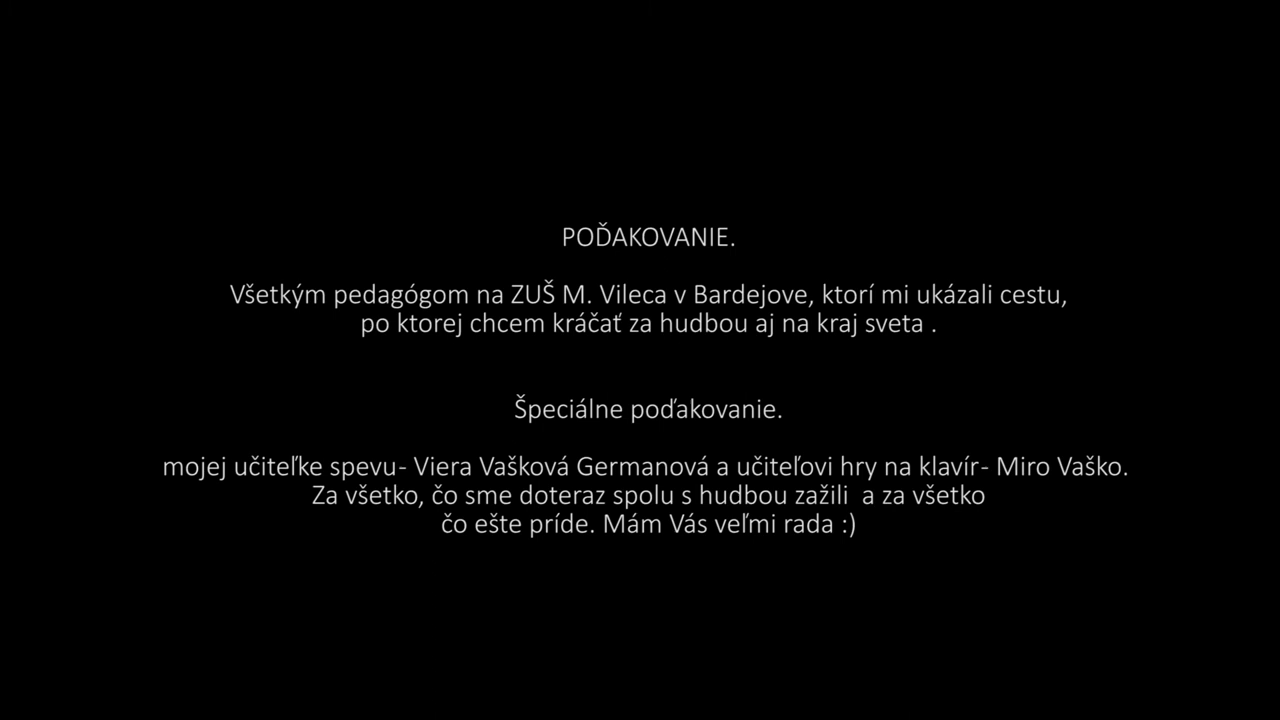 POĎAKOVANIE.
Všetkým pedagógom na ZUŠ M. Vileca v Bardejove, ktorí mi ukázali cestu,
po ktorej chcem kráčať za hudbou aj na kraj sveta .
Špeciálne poďakovanie.
mojej učiteľke spevu- Viera Vašková Germanová a učiteľovi hry na klavír- Miro Vaško.
Za všetko, čo sme doteraz spolu s hudbou zažili  a za všetko
čo ešte príde. Mám Vás veľmi rada :)